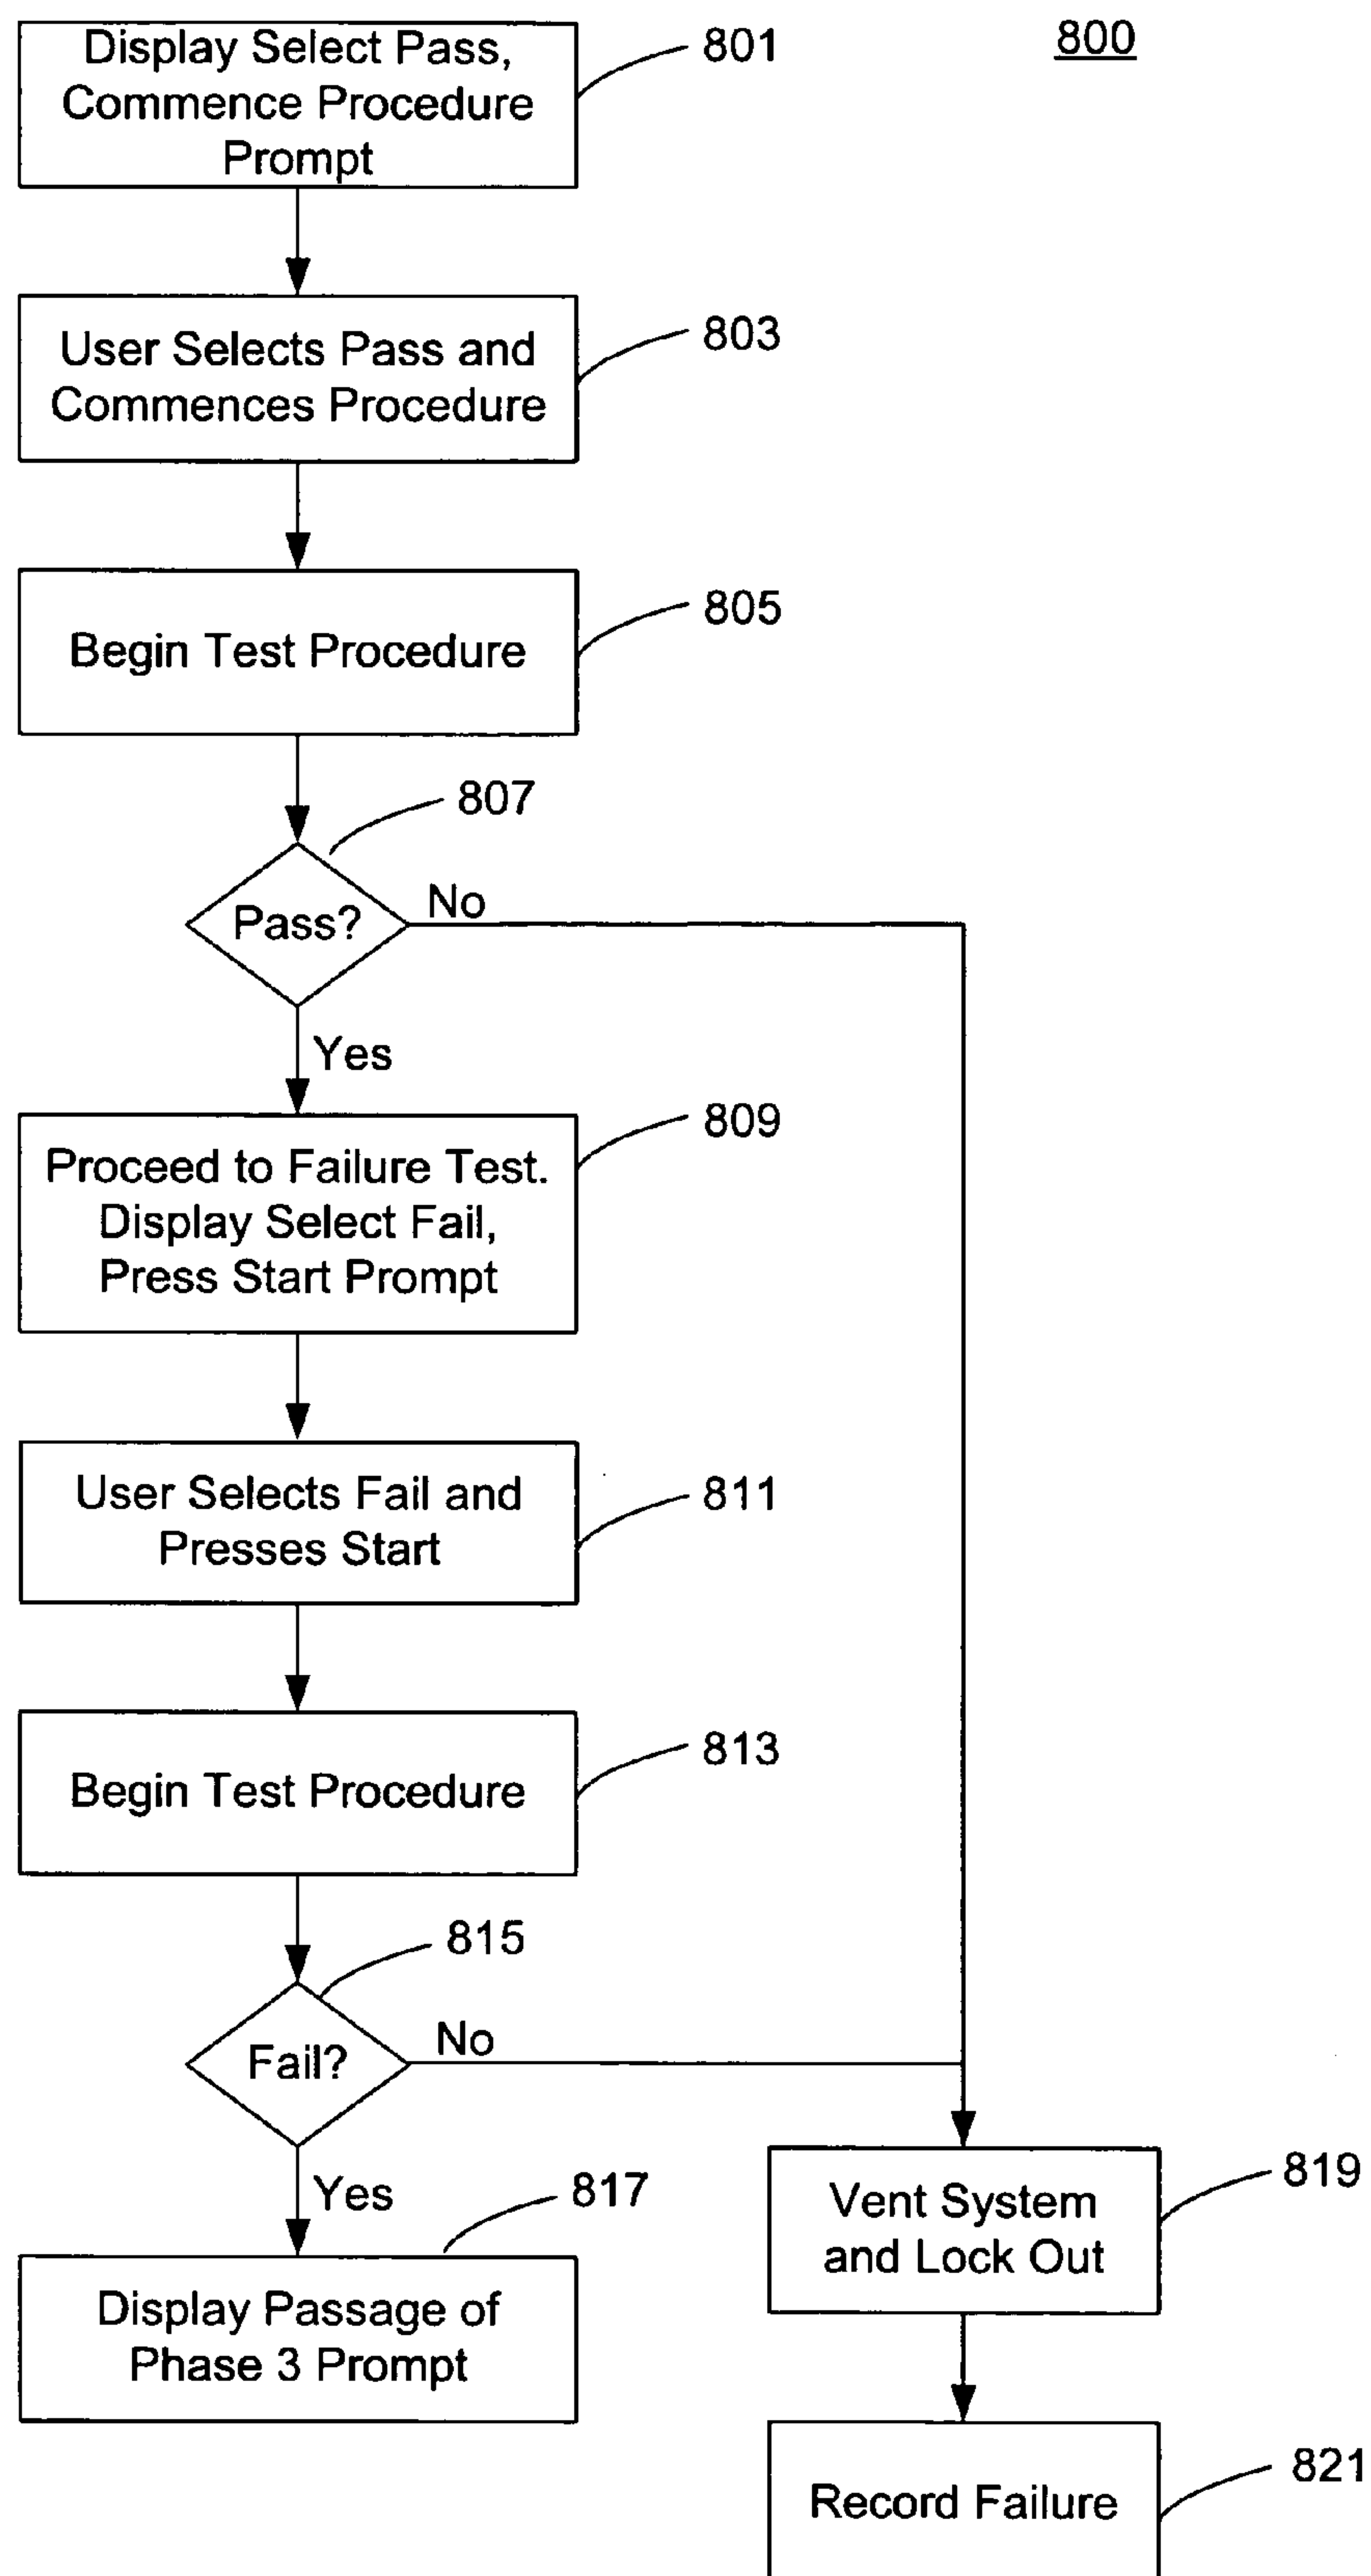 800
Display Select Pass,
Commence Procedure
Prompt
801
User Selects Pass and
Commences Procedure
803
Begin Test Procedure
805
807
Pass?
No
Yes
Proceed to Failure Test.
Display Select Fail,
Press Start Prompt
809
User Selects Fail and
Presses Start
811
Begin Test Procedure
813
815
Fail?
No
Yes
817
Display Passage of
Phase 3 Prompt
Vent System
and Lock Out
819
Record Failure
821